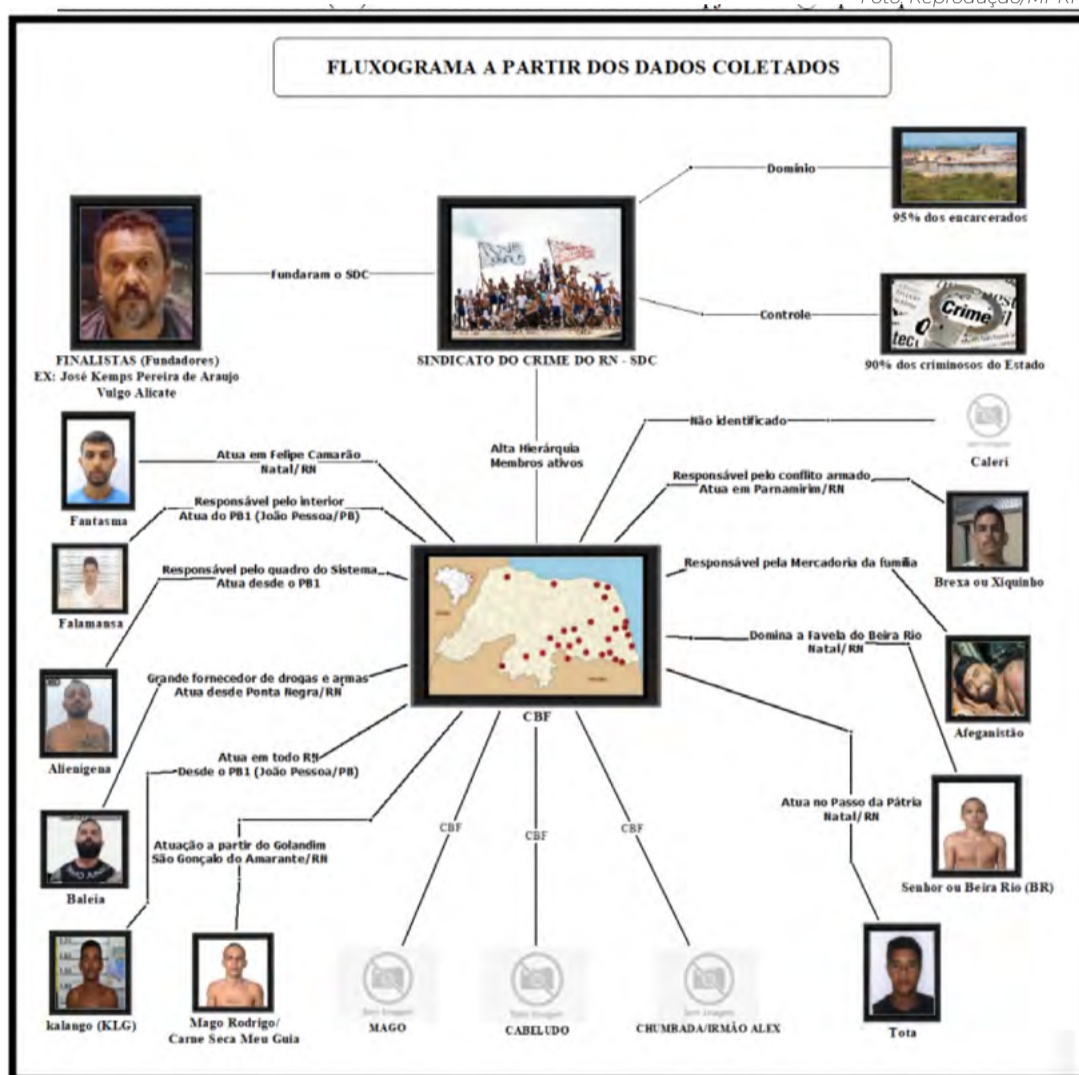 Foto: Reprodução/MPRN
FLUXOGRAMA A PARTIR DOS DADOS COLETADOS
Domínio
95% dos encarcerados
Fundaram o SDC
Controle
Crime
FINALISTAS (Fundadores)
EX: José Kemps Pereira de Araujo
Vulgo Alicate
SINDICATO DO CRIME DO RN - SDC
90% dos criminosos do Estado
Alta Hierárquia
Membros ativos
Não identificado
Caleri
Atua em Felipe Camarão
Natal/RN
Fantasma
Responsável pelo conflito armado
Atua em Parnamirim/RN
Brexa ou Xiquinho
Responsável pelo interior
Atua do PB1 (João Pessoa/PB)
Falamansa
Responsável pelo quadro do Sistema
Atua desde o PB1
Alienigena
Responsável pela Mercadoria da família
Afeganistão
Domina a Favela do Beira Rio
Natal/RN
Senhor ou Beira Rio (BR)
Grande fornecedor de drogas e armas
Atua desde Ponta Negra/RN
Baleia
CBF
Atua em todo RN
Desde o PB1 (João Pessoa/PB)
kalango (KLG)
Atuação a partir do Golandim
São Gonçalo do Amarante/RN
Mago Rodrigo/
Carne Seca Meu Guia
CBF
CBF
CBF
Atua no Passo da Pátria
Natal/RN
Tota
MAGO
CABELUDO
CHUMBADA/IRMÃO ALEX